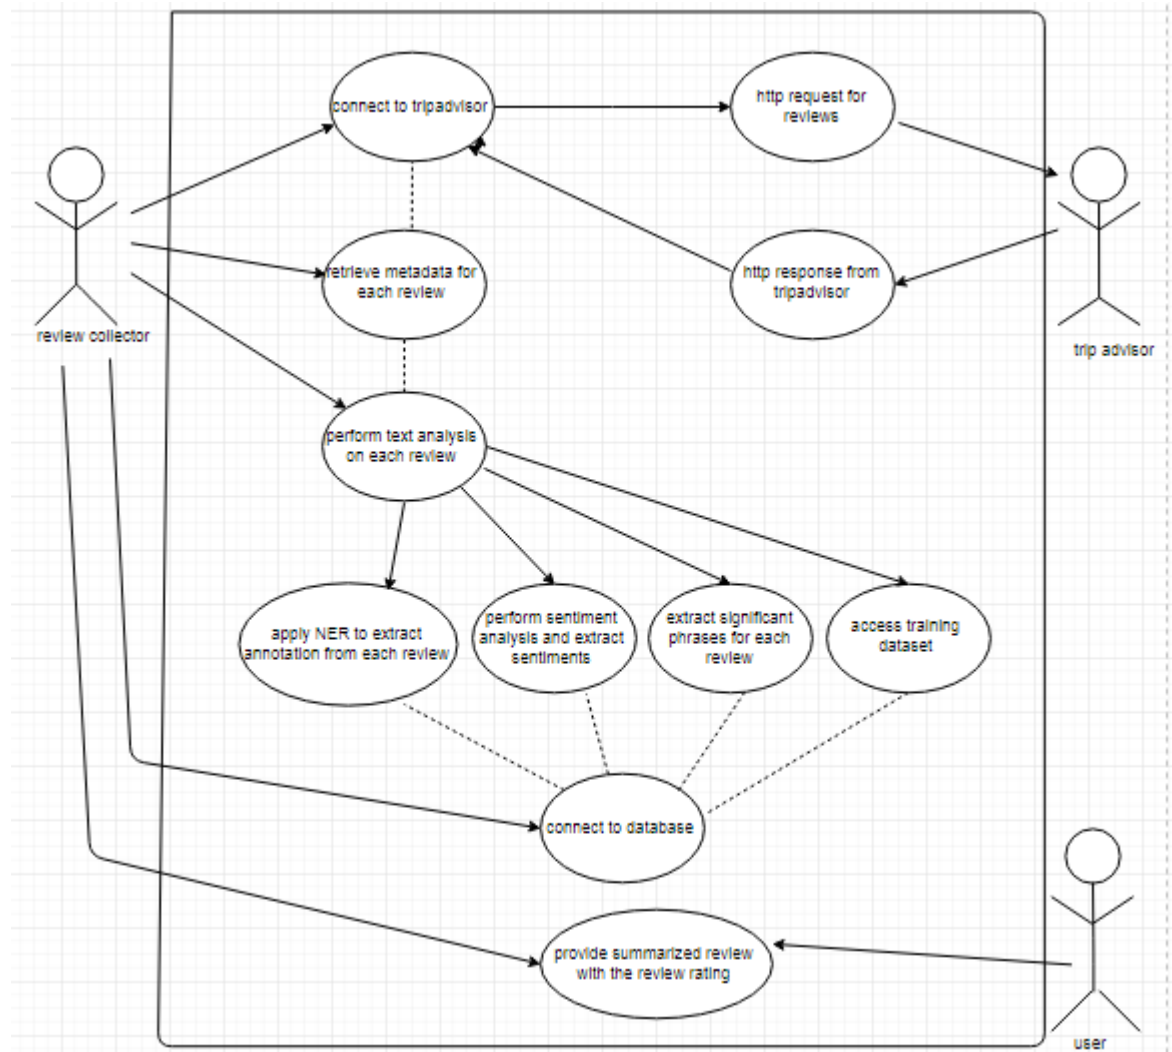 connect to tripadvisor
http request for
reviews
review collector
retrieve metadata for
each review
http response from
tripadvisor
trip advisor
perform text analysis
on each review
apply NER to extract
annotation from each review
perform sentiment
analysis and extract
sentiments
extract significant
phrases for each
review
access training
dataset
connect to database
provide summarized review
with the review rating
user